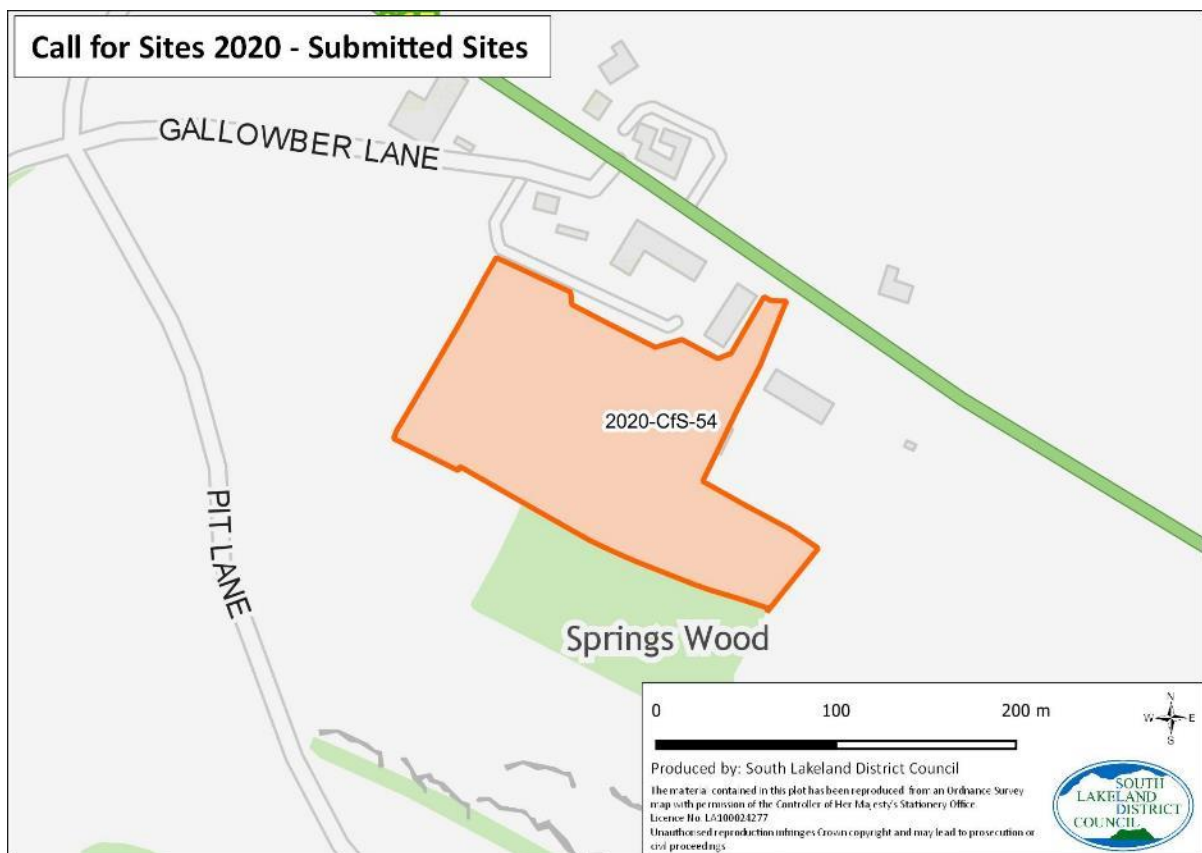 Call for Sites 2020 - Submitted Sites
GALLOWBER LANE
2020-CfS-54
PIT LANE
Springs Wood
0 100 200 m
N
W E
S
Produced by: South Lakeland District Council
The material contained in this plot has been reproduced from an Ordnance Survey
map with permission of the Controller of Her Majesty's Stationery Office.
Licence No. LA100024277
Unauthorised reproduction infringes Crown copyright and may lead to prosecution or
civil proceedings
SOUTH
LAKELAND
DISTRICT
COUNCIL